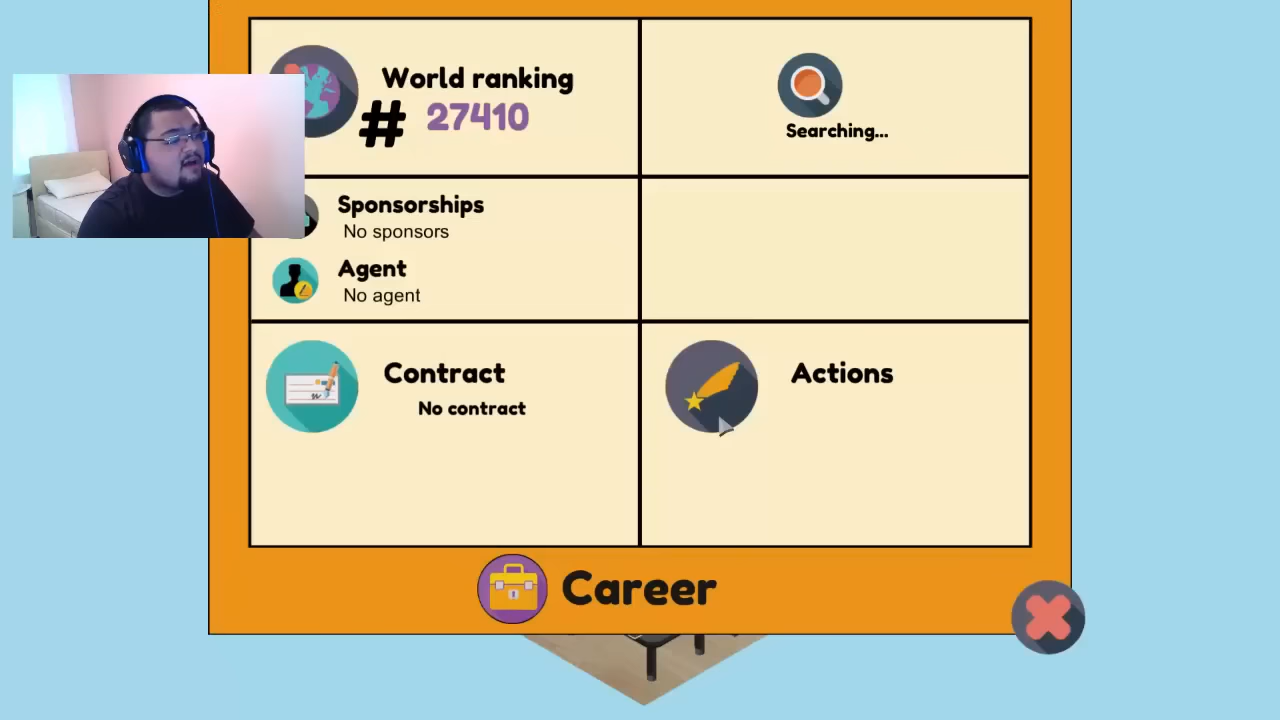 World ranking
# 27410
Searching...
Sponsorships
No sponsors
Agent
No agent
Contract
No contract
Actions
Career